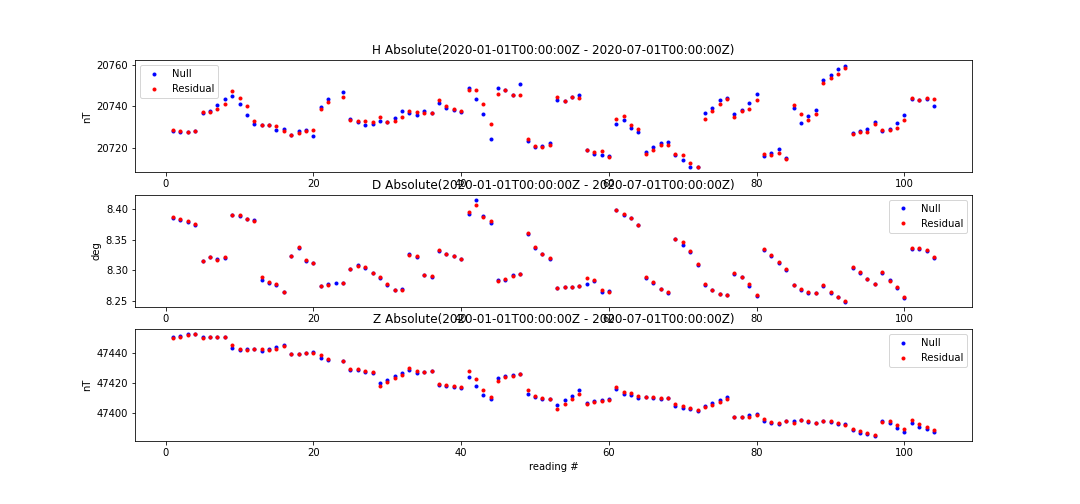 H Absolute(2020-01-01T00:00:00Z - 2020-07-01T00:00:00Z)
20760
20740
20720
nT
Null
Residual
0
20
40
60
80
100
D Absolute(2020-01-01T00:00:00Z - 2020-07-01T00:00:00Z)
8.40
8.35
8.30
8.25
deg
Null
Residual
0
20
40
60
80
100
Z Absolute(2020-01-01T00:00:00Z - 2020-07-01T00:00:00Z)
47440
47420
47400
nT
Null
Residual
0
20
40
60
80
100
reading #